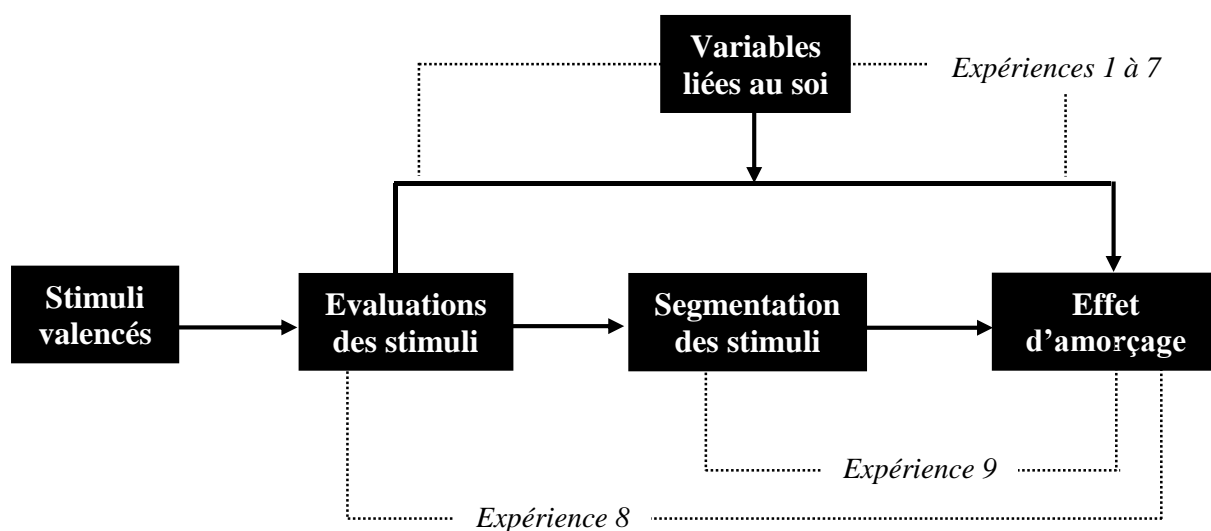 Variables
liées au soi
Expériences 1 à 7
Stimuli
valencés
Evaluations
des stimuli
Segmentation
des stimuli
Effet
d'amorçage
Expérience 9
Expérience 8